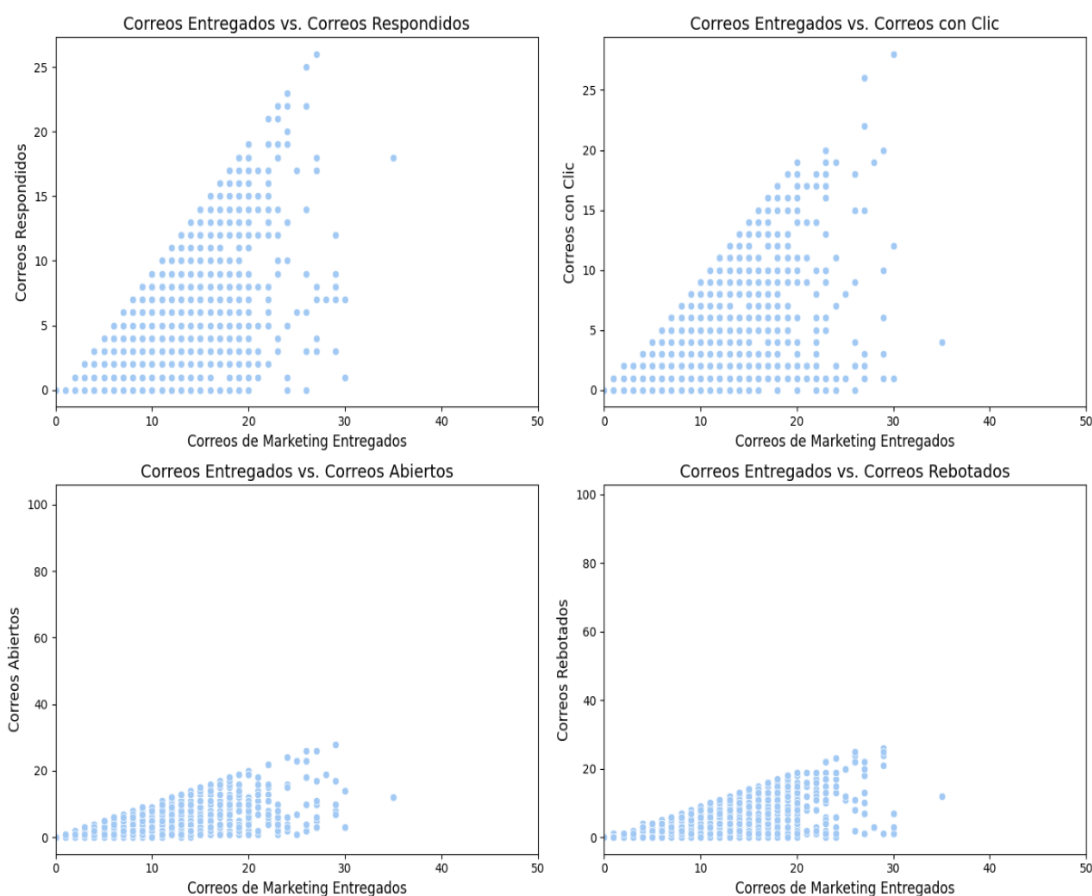 Correos Entregados vs. Correos Respondidos
Correos Respondidos
25
20
15
10
5
0
0 10 20 30 40 50
Correos de Marketing Entregados
Correos Entregados vs. Correos con Clic
Correos con Clic
25
20
15
10
5
0
0 10 20 30 40 50
Correos de Marketing Entregados
Correos Entregados vs. Correos Abiertos
Correos Abiertos
100
80
60
40
20
0
0 10 20 30 40 50
Correos de Marketing Entregados
Correos Entregados vs. Correos Rebotados
Correos Rebotados
100
80
60
40
20
0
0 10 20 30 40 50
Correos de Marketing Entregados